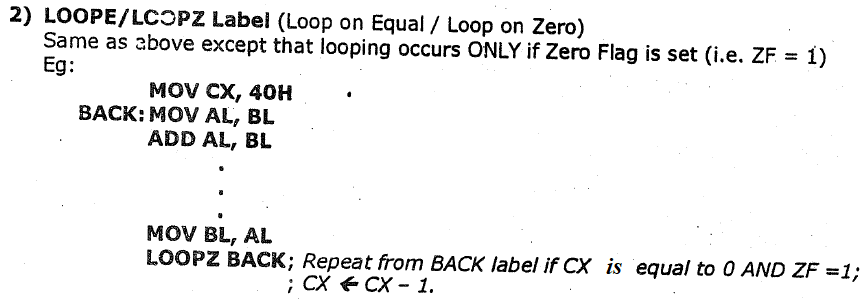 2) LOOPE/LOOPZ Label (Loop on Equal / Loop on Zero)
Same as above except that looping occurs ONLY if Zero Flag is set (i.e. ZF = 1)
Eg:
MOV CX, 40H
BACK: MOV AL, BL
ADD AL, BL
.
.
.
MOV BL, AL
LOOPZ BACK; Repeat from BACK label if CX is equal to 0 AND ZF =1;
; CX ← CX – 1.